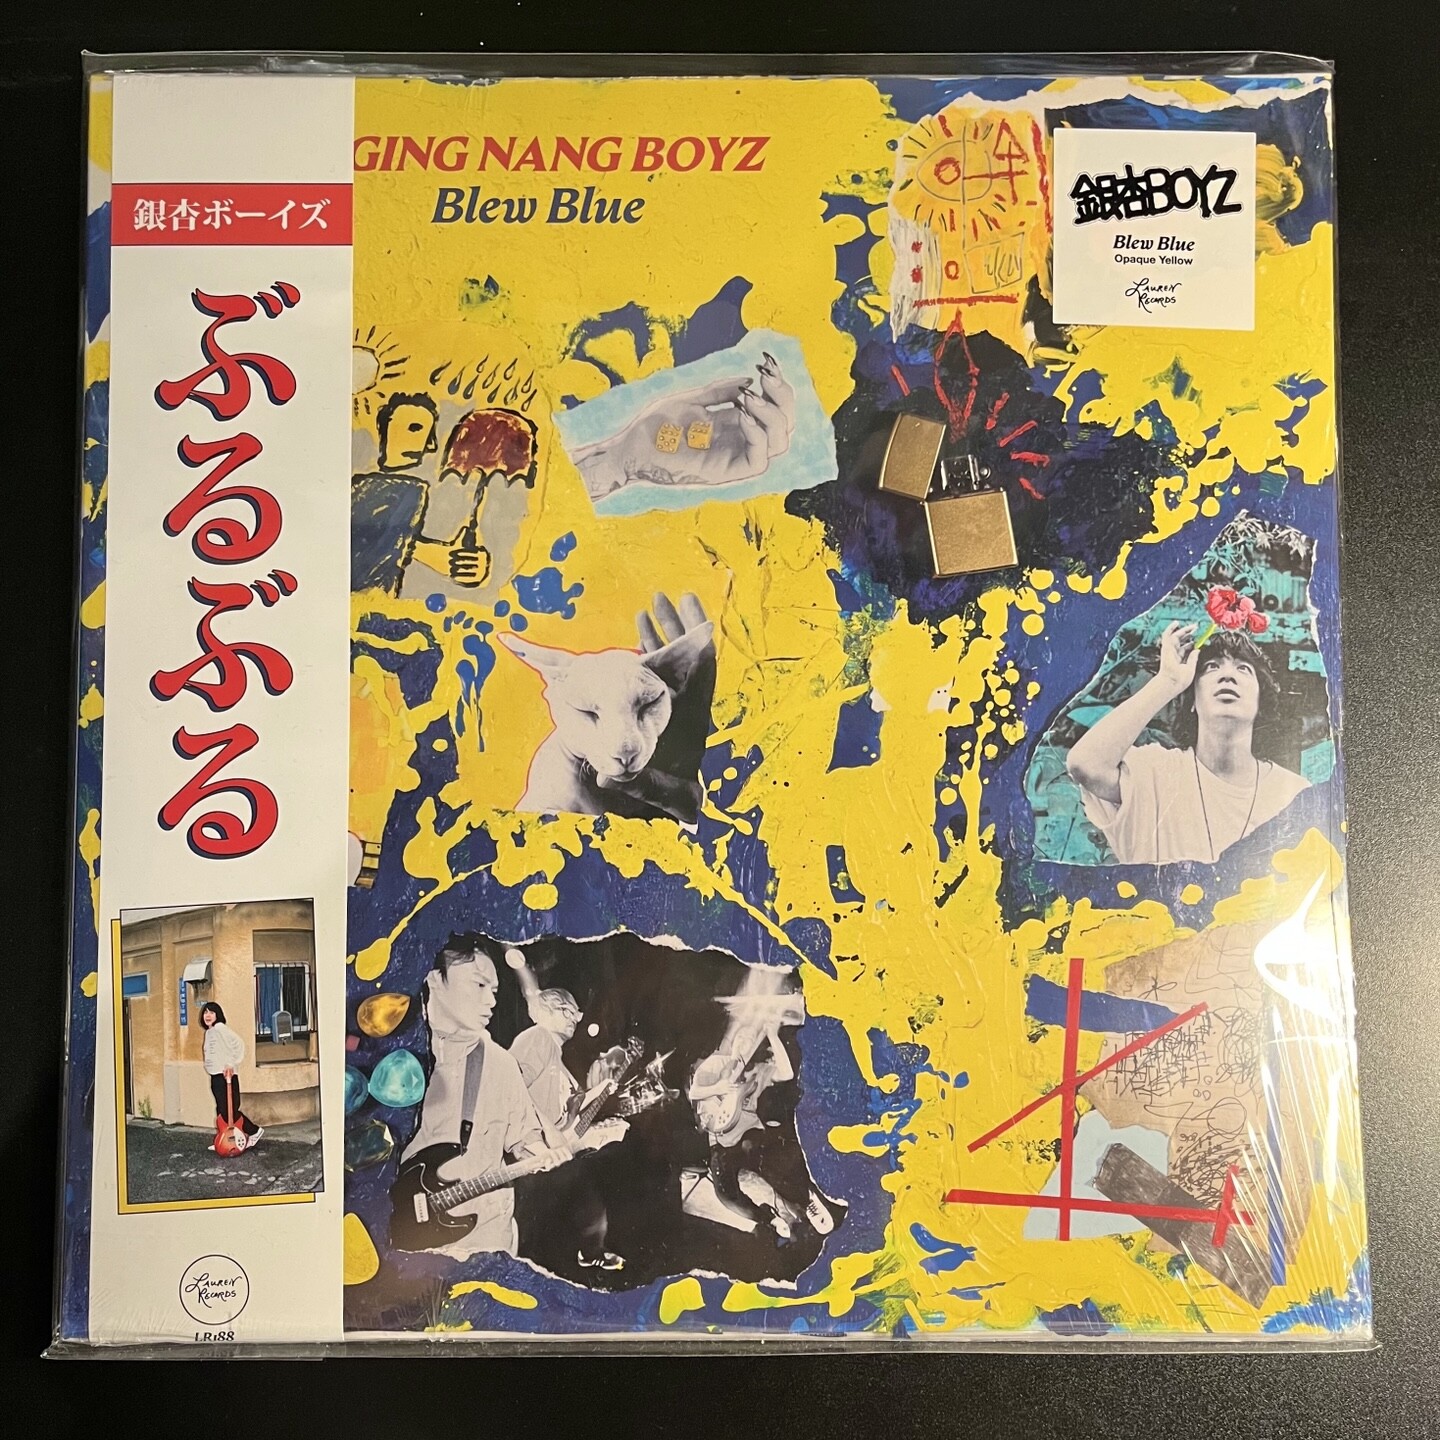 GING NANG BOYZ
Blew Blue
銀杏BOYZ
Blew Blue
Opaque Yellow
LAUREN
RECORDS
銀杏ボーイズ
ぶるぶる
LAUREN
RECORDS
LR188